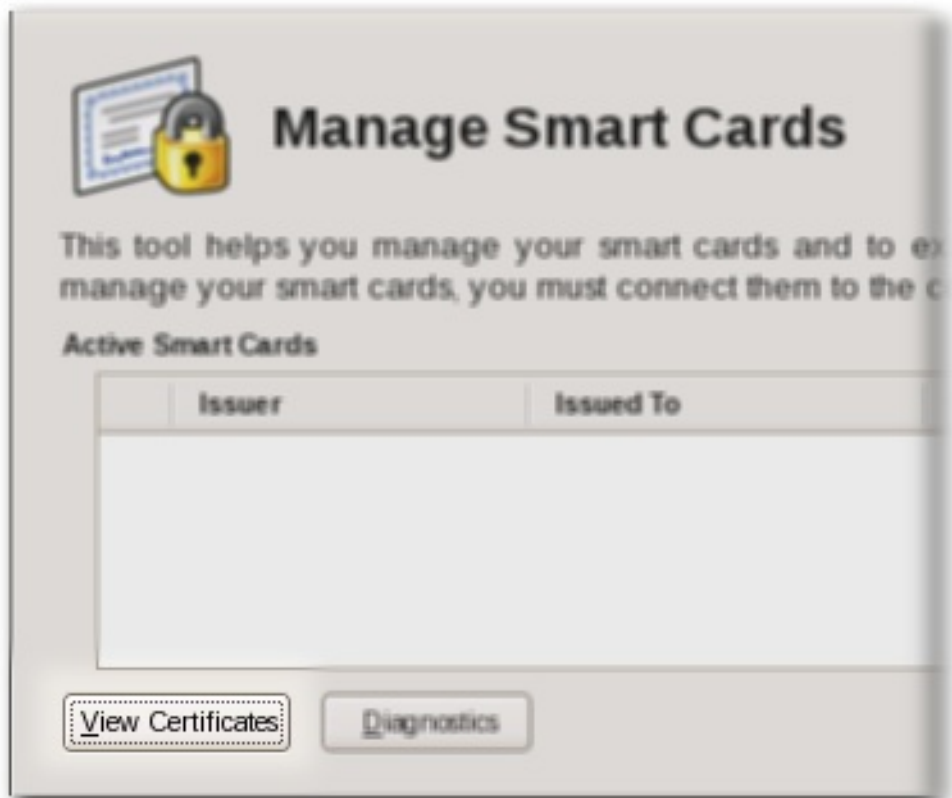 Manage Smart Cards
This tool helps you manage your smart cards and to
manage your smart cards, you must connect them to the
Active Smart Cards
Issuer Issued To
View Certificates Diagnostics